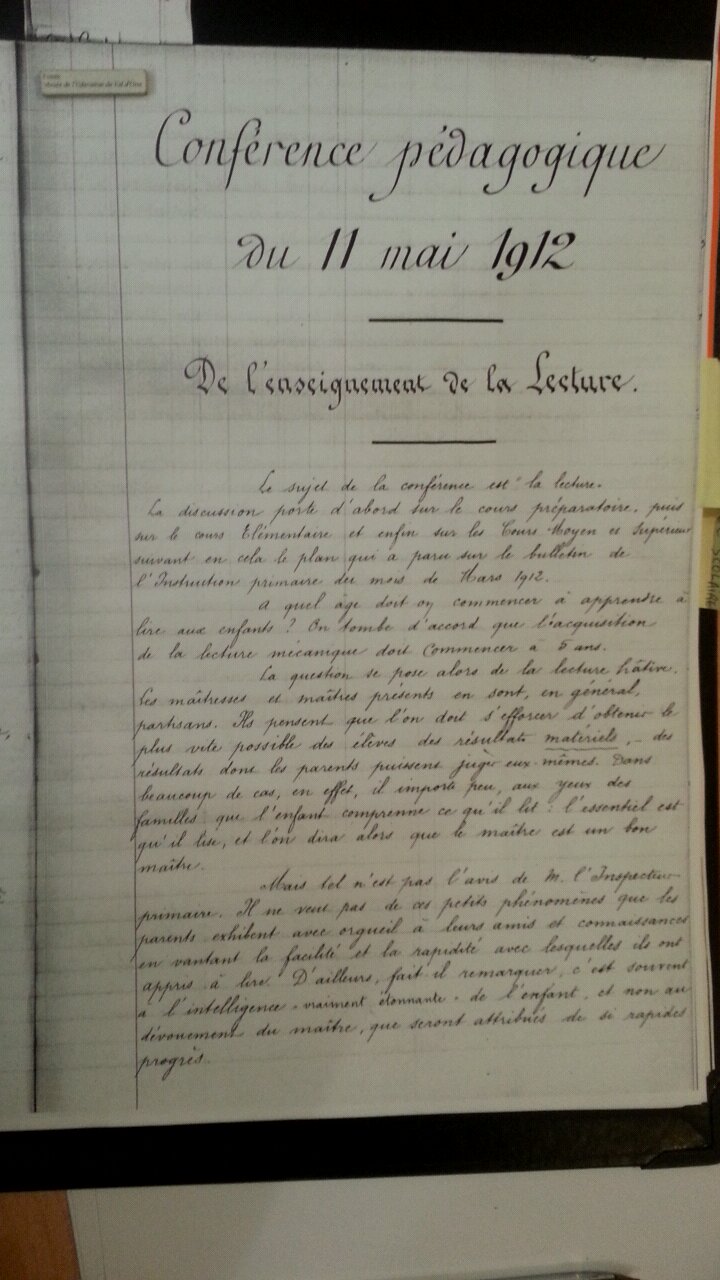 Musée de l'Education du Val d'Oise
Conférence pédagogique
du 11 mai 1912
De l'enseignement de la Lecture.
Le sujet de la conférence est la lecture.
La discussion porte d'abord sur le cours préparatoire, puis
sur le cours Elémentaire et enfin sur les Cours Moyen et Supérieur
suivant en cela le plan qui a paru sur le bulletin de
l'Instruction primaire du mois de Mars 1912.
A quel âge doit on commencer à apprendre à
lire aux enfants ? On tombe d'accord que l'acquisition
de la lecture mécanique doit commencer à 5 ans.
La question se pose alors de la lecture hâtive.
Les maîtresses et maîtres présents en sont, en général,
partisans. Ils pensent que l'on doit s'efforcer d'obtenir le
plus vite possible des élèves des résultats matériels, - des
résultats dont les parents puissent juger eux-mêmes. Dans
beaucoup de cas, en effet, il importe peu, aux yeux des
familles que l'enfant comprenne ce qu'il lit : l'essentiel est
qu'il lise, et l'on dira alors que le maître est un bon
maître.
Mais tel n'est pas l'avis de M. l'Inspecteur
primaire. Il ne veut pas de ces petits phénomènes que les
parents exhibent avec orgueil à leurs amis et connaissances
en vantant la facilité et la rapidité avec lesquelles ils ont
appris à lire. D'ailleurs, fait il remarquer, c'est souvent
à l'intelligence "vraiment étonnante" de l'enfant, et non au
dévouement du maître, que seront attribués de si rapides
progrès.